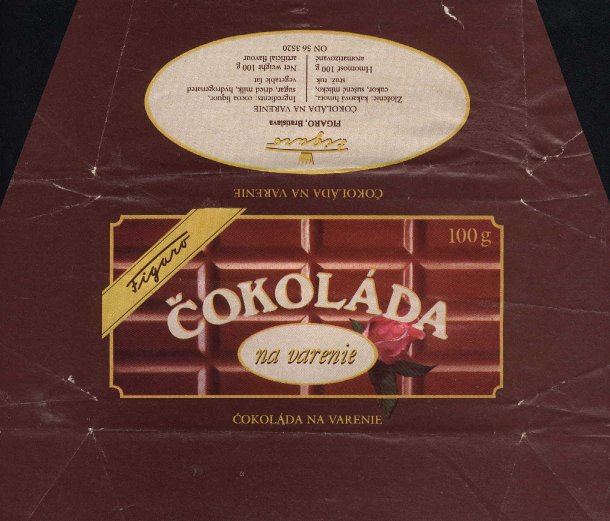 Figaro
FIGARO, Bratislava
ČOKOLÁDA NA VARENIE
Zloženie: kakaová hmota,
cukor, sušené mlieko,
stuž. tuk
Hmotnosť 100 g
aromatizované
Ingredients: cocoa liquor,
sugar, dried milk, hydrogenated
vegetable fat
Net weight 100 g
artificial flavour
ON 56 3520
ČOKOLÁDA NA VARENIE
Figaro
100 g
ČOKOLÁDA
na varenie
ČOKOLÁDA NA VARENIE